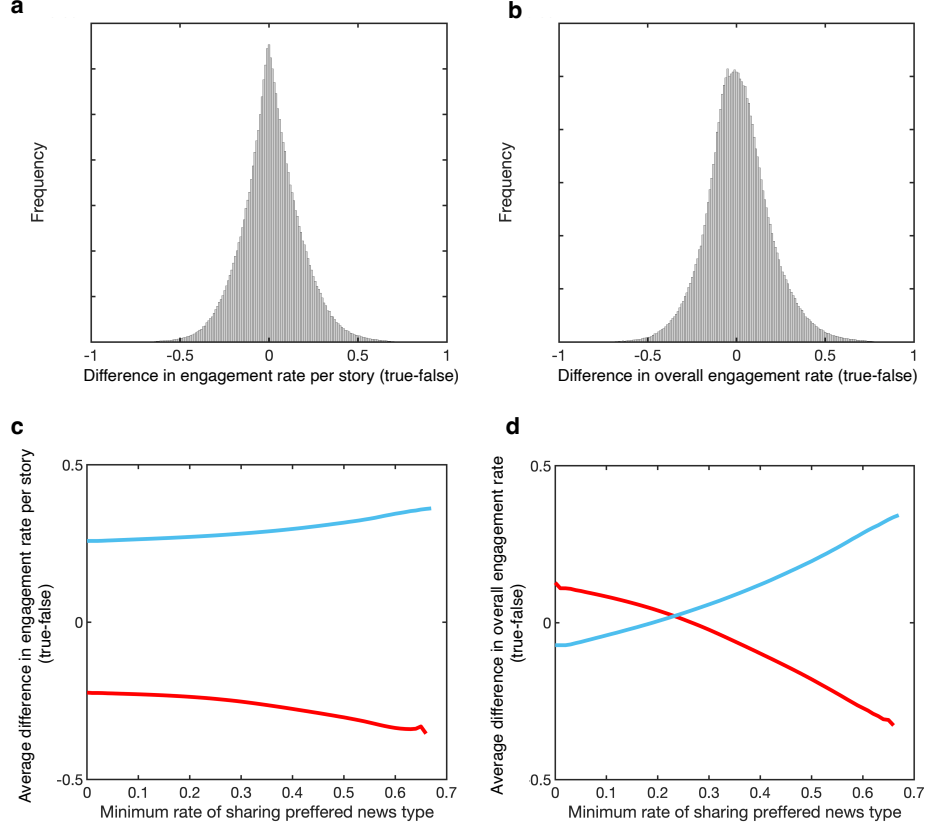 a
Frequency
-1 -0.5 0 0.5 1
Difference in engagement rate per story (true-false)
b
Frequency
-1 -0.5 0 0.5 1
Difference in overall engagement rate (true-false)
c
Average difference in engagement rate per story
(true-false)
0.5
0
-0.5
0 0.1 0.2 0.3 0.4 0.5 0.6 0.7
Minimum rate of sharing preffered news type
d
Average difference in overall engagement rate
(true-false)
0.5
0
-0.5
0 0.1 0.2 0.3 0.4 0.5 0.6 0.7
Minimum rate of sharing preffered news type